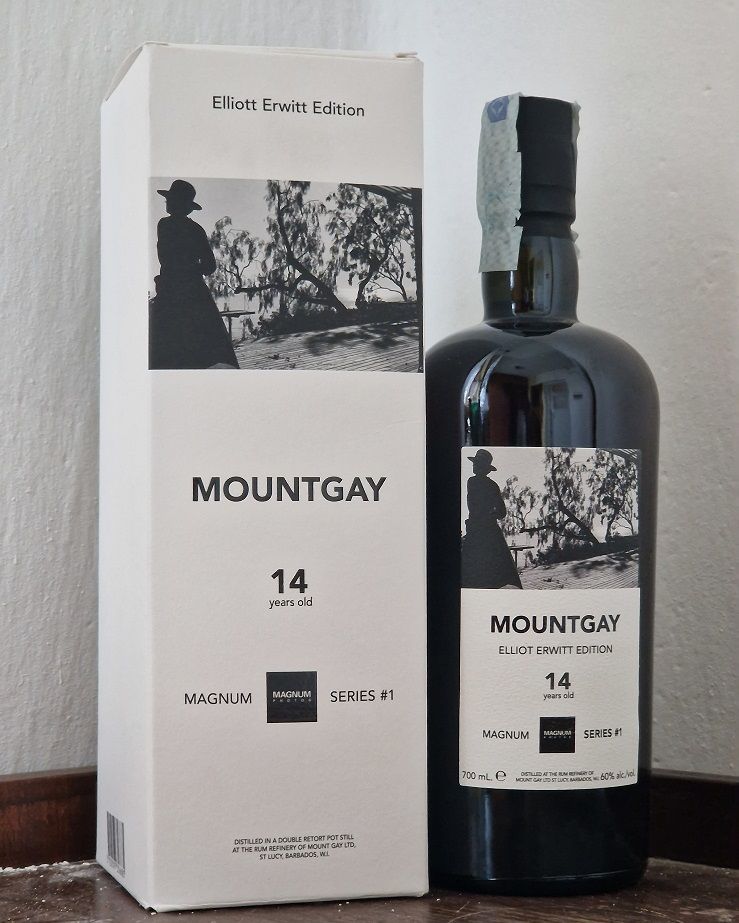 Elliott Erwitt Edition
MOUNTGAY
14
years old
MAGNUM
MAGNUM
PHOTOS
SERIES #1
DISTILLED IN A DOUBLE RETORT POT STILL
AT THE RUM REFINERY OF MOUNT GAY LTD,
ST LUCY, BARBADOS, W.I.
MOUNTGAY
ELLIOT ERWITT EDITION
14
years old
MAGNUM
MAGNUM
PHOTOS
SERIES #1
700 mL. e
DISTILLED AT THE RUM REFINERY OF
MOUNT GAY LTD ST LUCY, BARBADOS, W.I.
60% alc./vol.